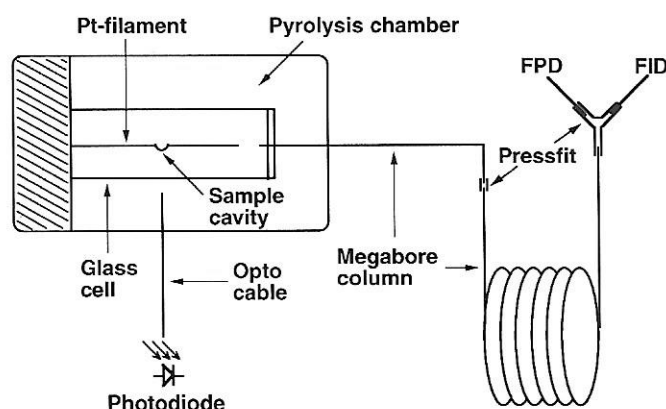 Pt-filament
Pyrolysis chamber
FPD
FID
Pressfit
Sample
cavity
Glass
cell
Opto
cable
Megabore
column
Photodiode